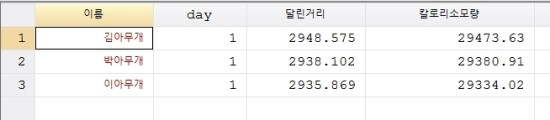 이름 day 달린거리 칼로리소모량
1 김아무개 1 2948.575 29473.63
2 박아무개 1 2938.102 29380.91
3 이아무개 1 2935.869 29334.02